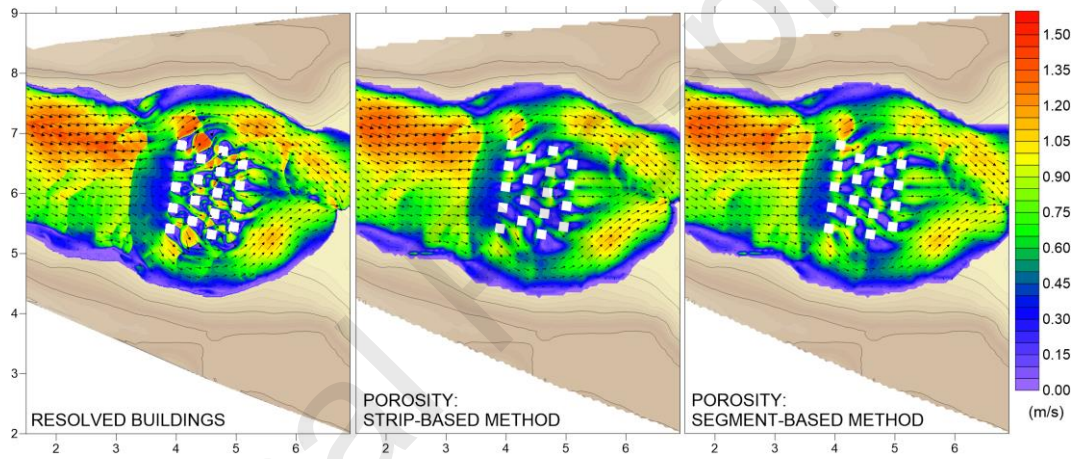 9
8
7
6
5
4
3
2
RESOLVED BUILDINGS
POROSITY:
STRIP-BASED METHOD
POROSITY:
SEGMENT-BASED METHOD
2 3 4 5 6
2 3 4 5 6
2 3 4 5 6
1.50
1.35
1.20
1.05
0.90
0.75
0.60
0.45
0.30
0.15
0.00
(m/s)